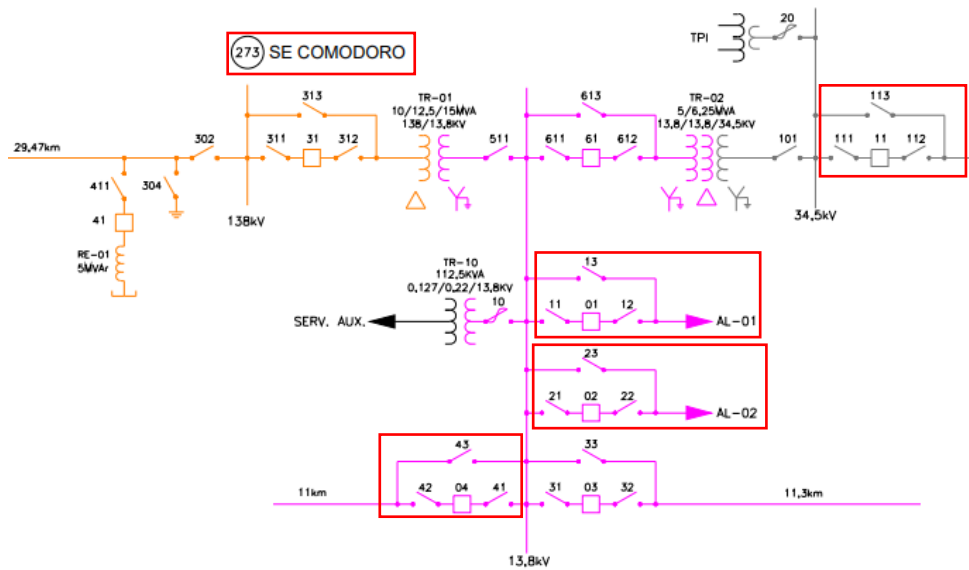 TPI
20
273 SE COMODORO
313
TR-01
10/12,5/15MVA
138/13.8KV
613
TR-02
5/6,25MVA
13.8/13.8/34.5KV
113
29.47km
302
311
31
312
511
611
61
612
101
111
11
112
411
304
41
138kV
34.5kV
RE-01
5MVAr
TR-10
112.5KVA
0.127/0.22/13.8KV
10
13
SERV. AUX.
11
01
12
AL-01
23
21
02
22
AL-02
43
33
11km
42
04
41
31
03
32
11.3km
13.8kV